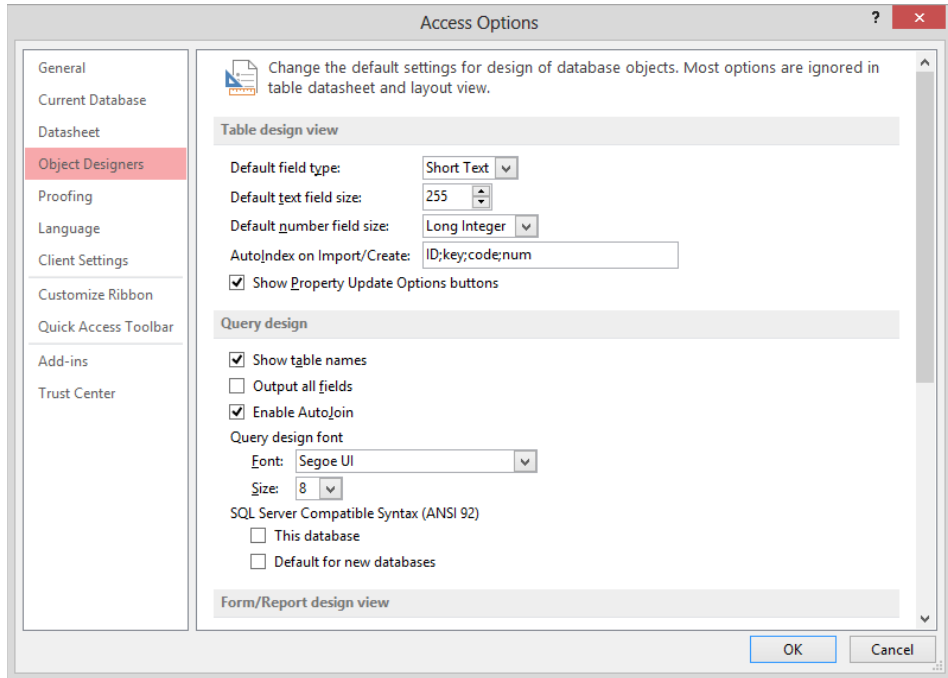 Access Options
?
General
Current Database
Datasheet
Object Designers
Proofing
Language
Client Settings
Customize Ribbon
Quick Access Toolbar
Add-ins
Trust Center
Change the default settings for design of database objects. Most options are ignored in
table datasheet and layout view.
Table design view
Default field type: Short Text
Default text field size: 255
Default number field size: Long Integer
AutoIndex on Import/Create: ID;key;code;num
Show Property Update Options buttons
Query design
Show table names
Output all fields
Enable AutoJoin
Query design font
Font: Segoe UI
Size: 8
SQL Server Compatible Syntax (ANSI 92)
This database
Default for new databases
Form/Report design view
OK Cancel